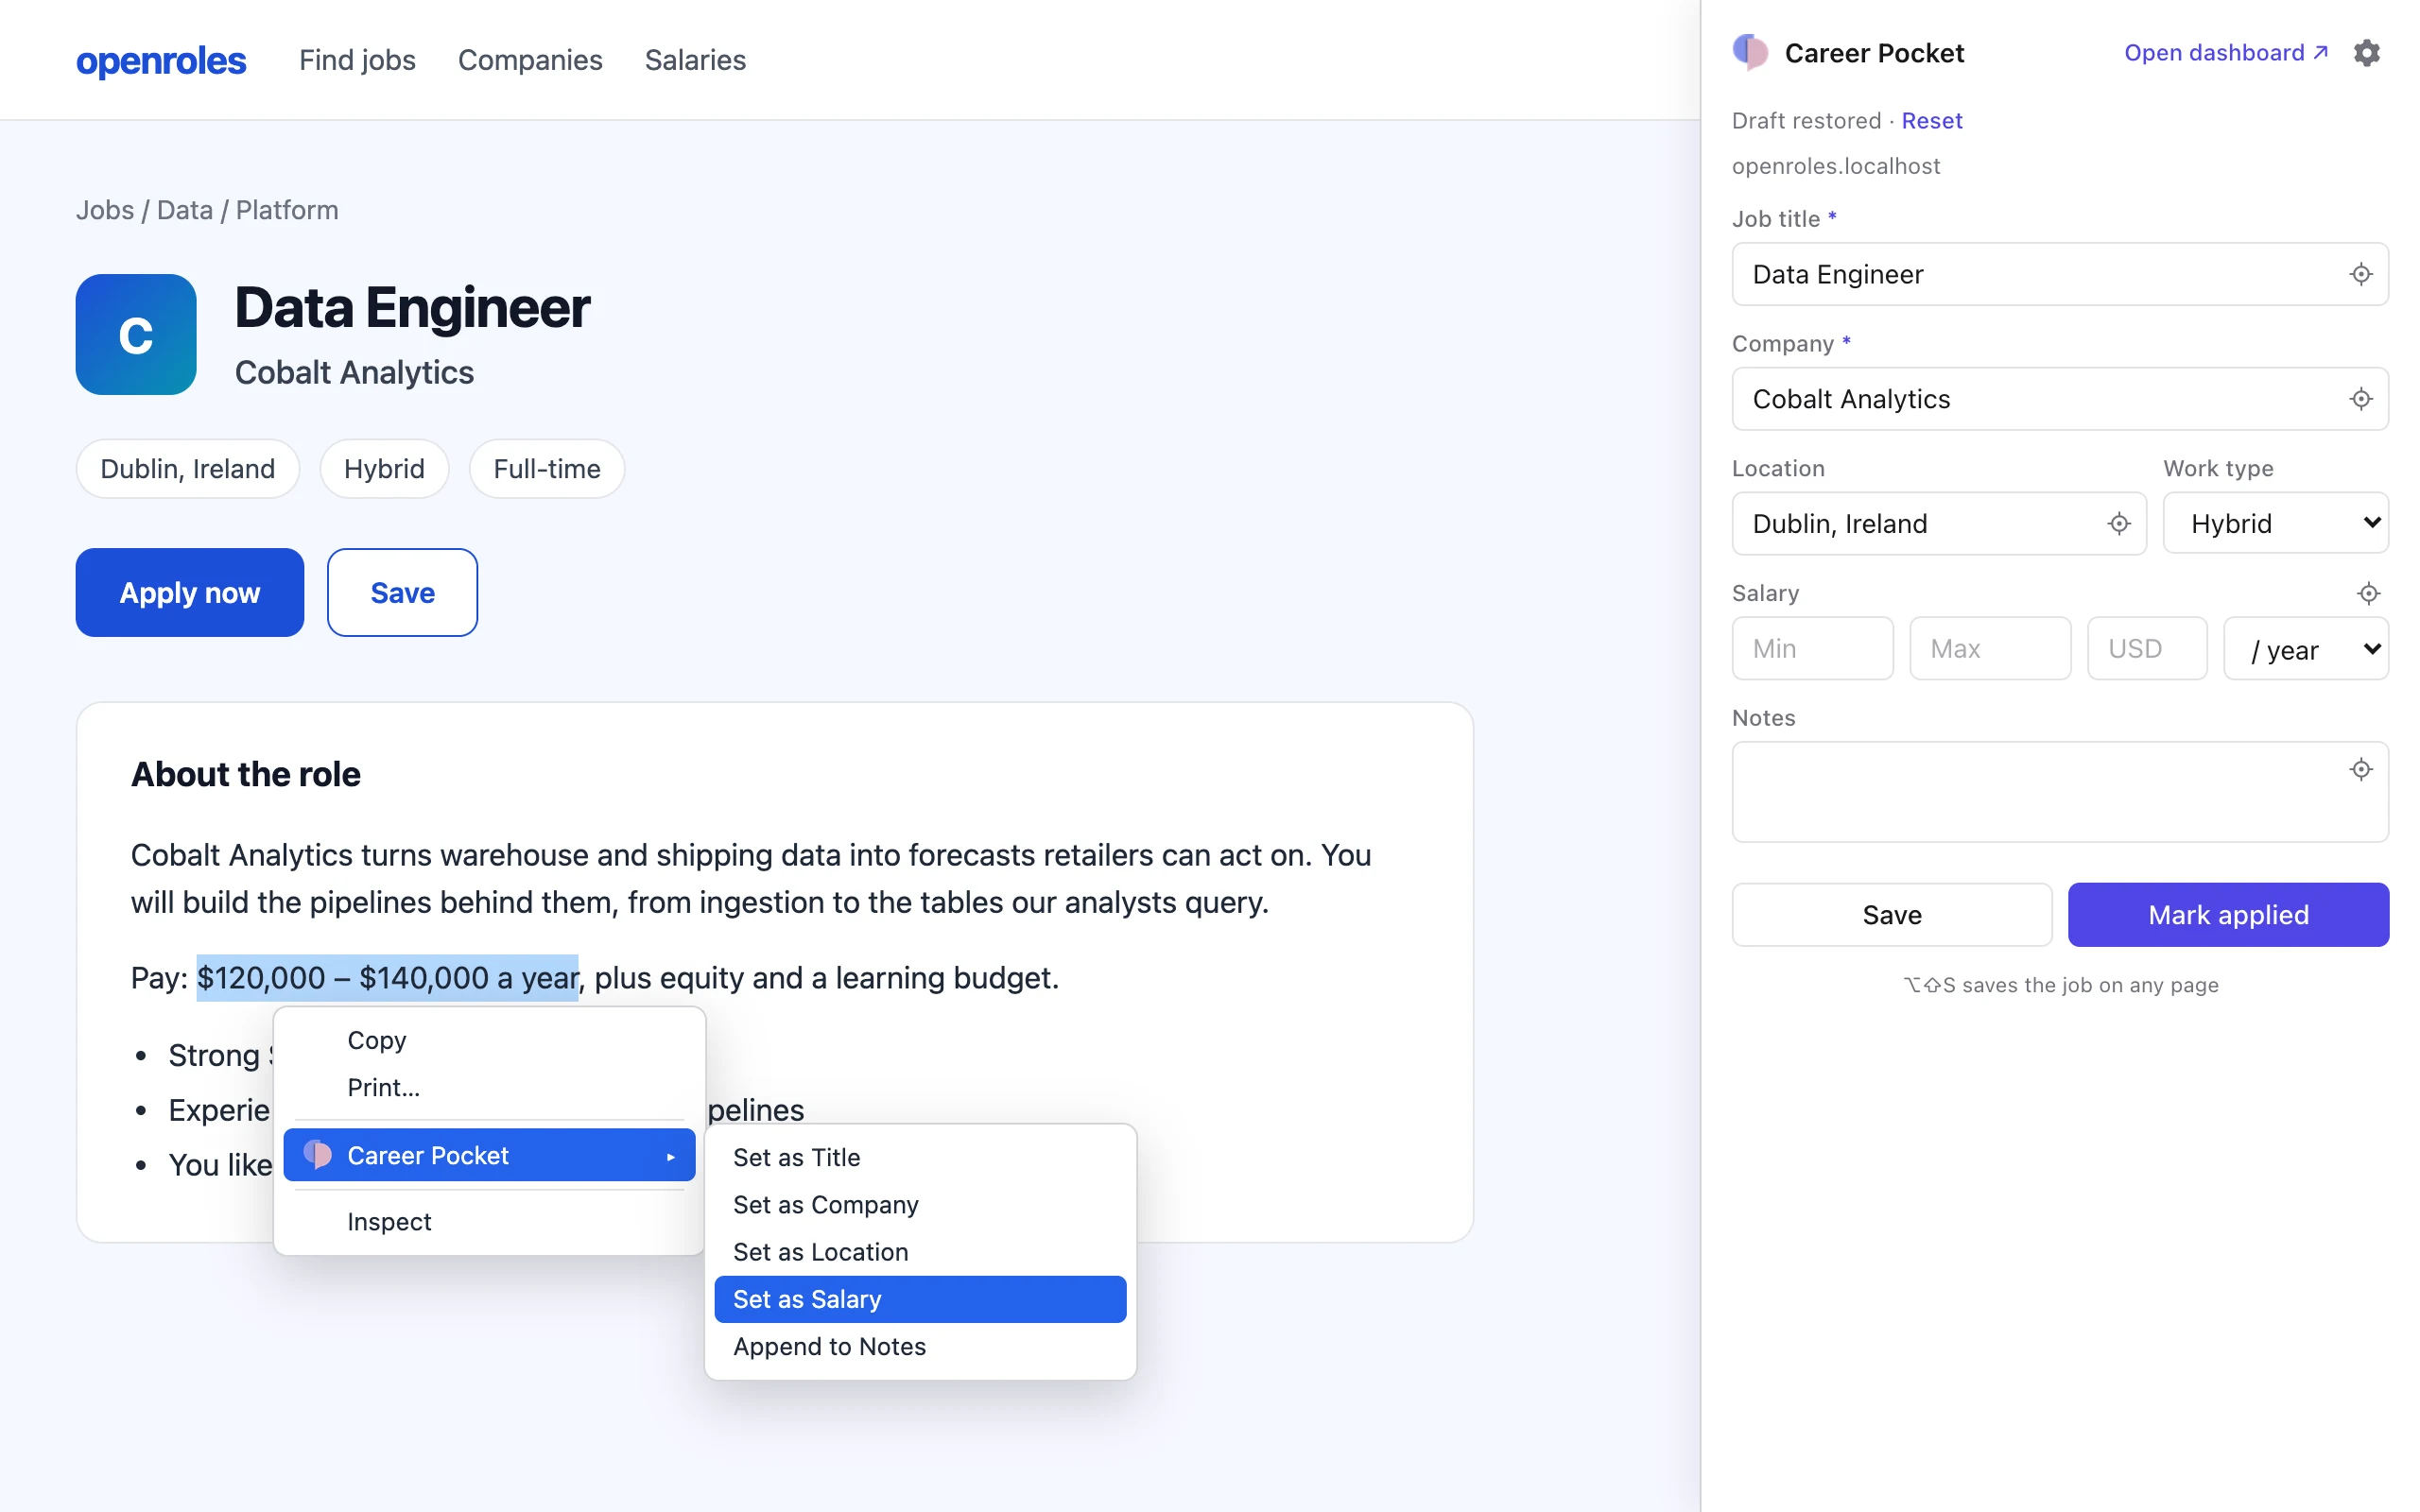 openroles
Find jobs
Companies
Salaries
Jobs / Data / Platform
C
Data Engineer
Cobalt Analytics
Dublin, Ireland
Hybrid
Full-time
Apply now
Save
About the role
Cobalt Analytics turns warehouse and shipping data into forecasts retailers can act on. You
will build the pipelines behind them, from ingestion to the tables our analysts query.
Pay: $120,000 – $140,000 a year, plus equity and a learning budget.
• Strong
• Experie
pelines
• You like
Copy
Print...
Career Pocket ▸
Inspect
Set as Title
Set as Company
Set as Location
Set as Salary
Append to Notes
Career Pocket
Open dashboard ↗
Draft restored · Reset
openroles.localhost
Job title *
Data Engineer
Company *
Cobalt Analytics
Location
Work type
Dublin, Ireland
Hybrid
Salary
Min
Max
USD
/ year
Notes
Save
Mark applied
⌥⇧S saves the job on any page